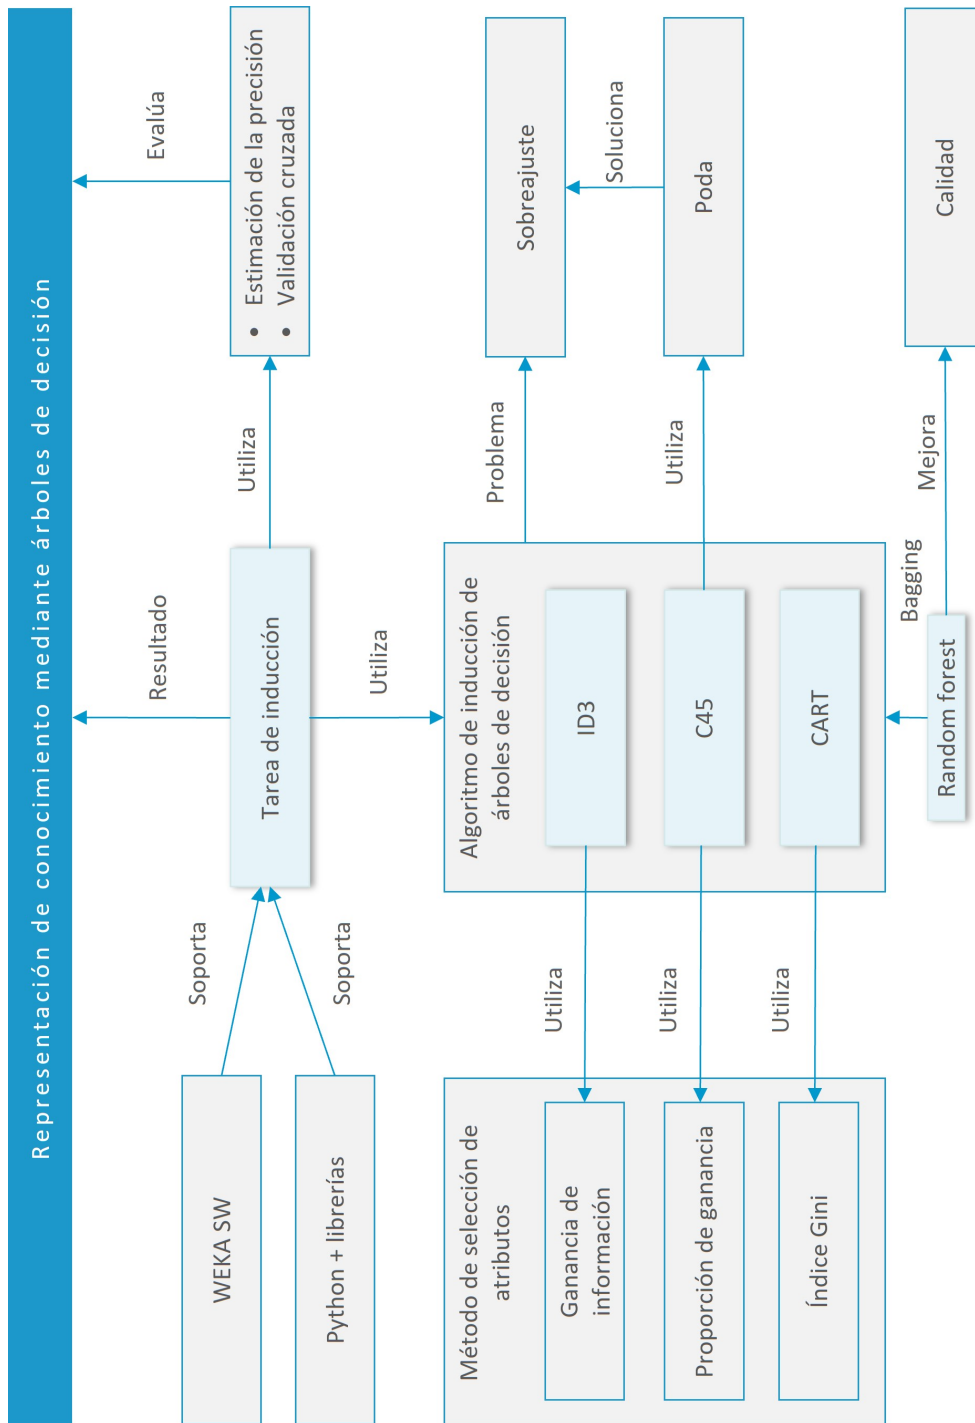 Representación de conocimiento mediante árboles de decisión
Resultado
Evalúa
WEKA SW
Python + librerías
Soporta
Soporta
Tarea de inducción
Utiliza
• Estimación de la precisión
• Validación cruzada
Utiliza
Método de selección de
atributos
Ganancia de
información
Proporción de ganancia
Índice Gini
Utiliza
Utiliza
Utiliza
Algoritmo de inducción de
árboles de decisión
ID3
C45
CART
Problema
Sobreajuste
Soluciona
Utiliza
Poda
Random forest
Bagging
Mejora
Calidad